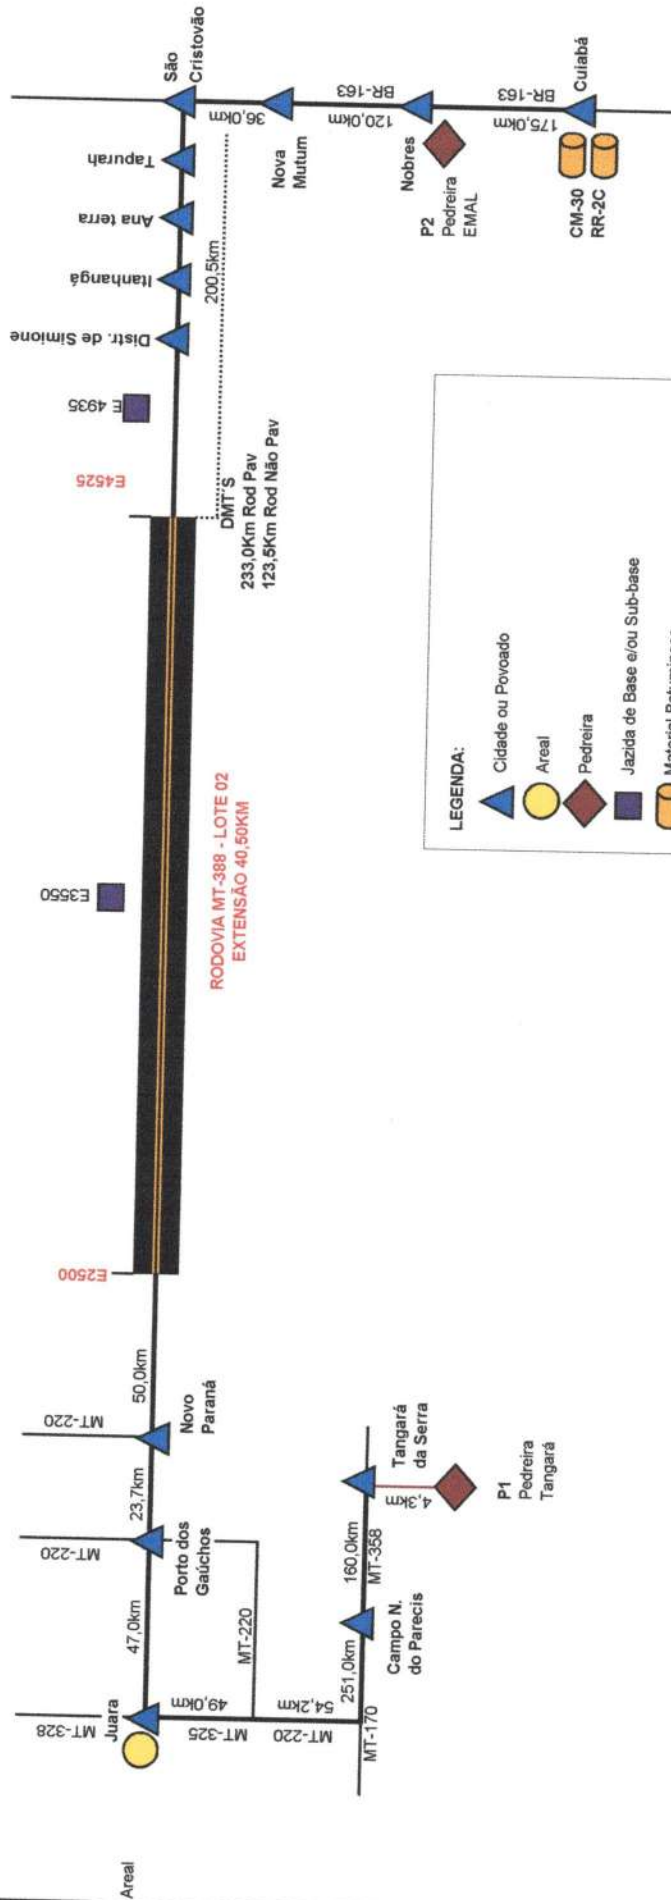 Areal
MT-328
Juara
47,0km
MT-220
Porto dos
Gaúchos
23,7km
MT-220
Novo
Paraná
50,0km
49,0km
MT-325
MT-220
MT-220
54,2km
MT-170
251,0km
Campo N.
do Parecis
160,0km
MT-358
Tangará
da Serra
4,3km
P1
Pedreira
Tangará
E2500
E3550
RODOVIA MT-388 - LOTE 02
EXTENSÃO 40,50KM
E4525
E 4935
DMT´S
233,0Km Rod Pav
123,5Km Rod Não Pav
200,5km
Distr. de Simione
Itanhangá
Ana terra
Tapurah
São
Cristovão
36,0km
Nova
Mutum
BR-163
120,0km
Nobres
P2
Pedreira
EMAL
BR-163
175,0km
Cuiabá
CM-30
RR-2C
LEGENDA:
Cidade ou Povoado
Areal
Pedreira
Jazida de Base e/ou Sub-base